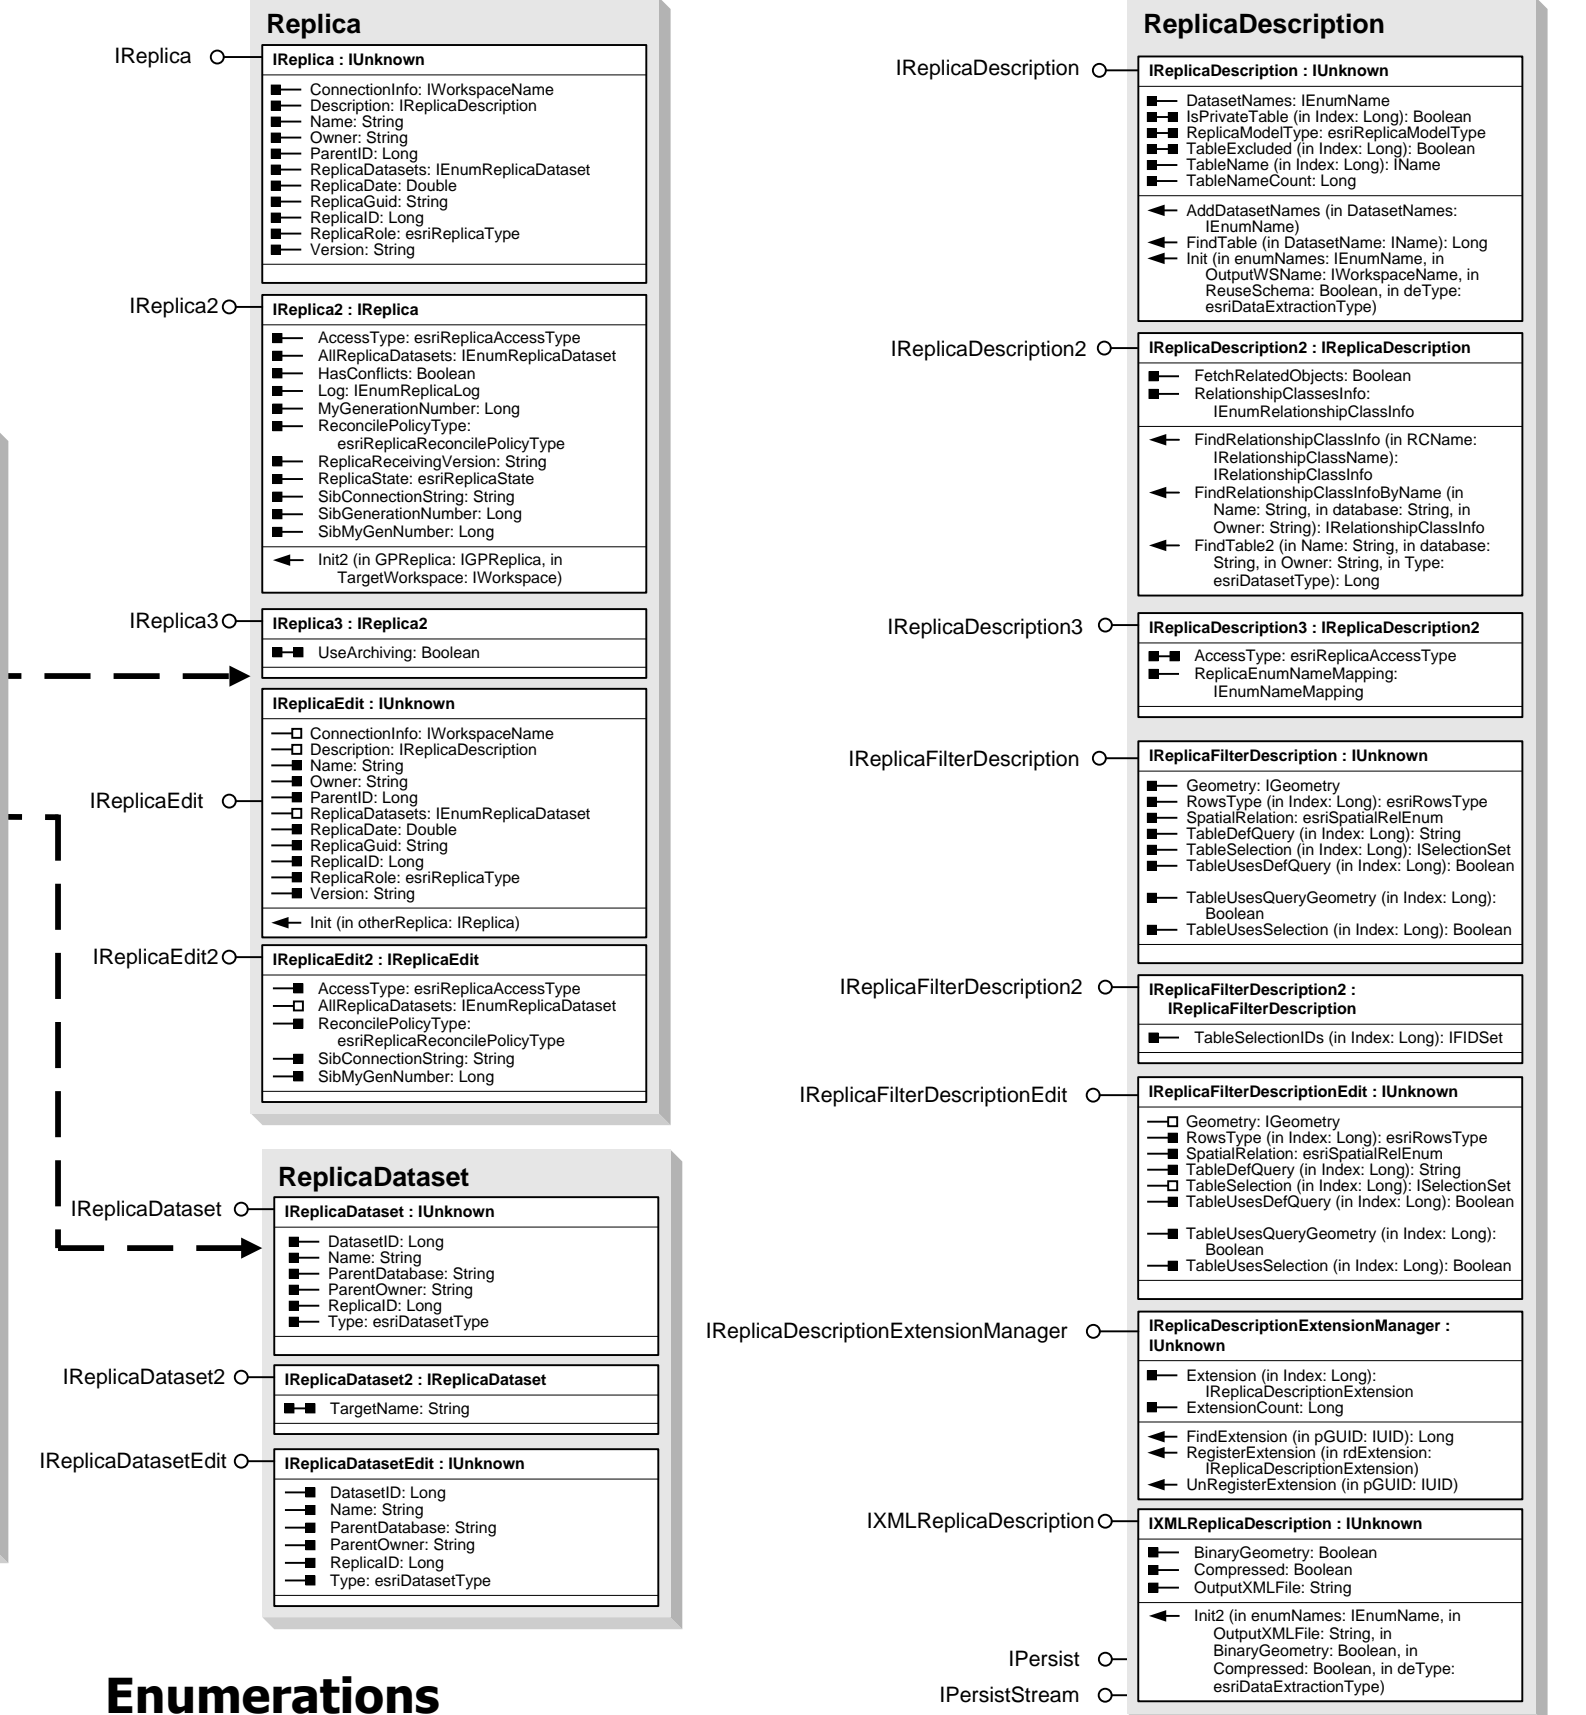 Replica
IReplica
IReplica : IUnknown
ConnectionInfo: IWorkspaceName
Description: IReplicaDescription
Name: String
Owner: String
ParentID: Long
ReplicaDatasets: IEnumReplicaDataset
ReplicaDate: Double
ReplicaGuid: String
ReplicaID: Long
ReplicaRole: esriReplicaType
Version: String
IReplica2
IReplica2 : IReplica
AccessType: esriReplicaAccessType
AllReplicaDatasets: IEnumReplicaDataset
HasConflicts: Boolean
Log: IEnumReplicaLog
MyGenerationNumber: Long
ReconcilePolicyType:
esriReplicaReconcilePolicyType
ReplicaReceivingVersion: String
ReplicaState: esriReplicaState
SibConnectionString: String
SibGenerationNumber: Long
SibMyGenNumber: Long
Init2 (in GPReplica: IGPReplica, in
TargetWorkspace: IWorkspace)
IReplica3
IReplica3 : IReplica2
UseArchiving: Boolean
IReplicaEdit : IUnknown
ConnectionInfo: IWorkspaceName
Description: IReplicaDescription
Name: String
Owner: String
IReplicaEdit
ParentID: Long
ReplicaDatasets: IEnumReplicaDataset
ReplicaDate: Double
ReplicaGuid: String
ReplicaID: Long
ReplicaRole: esriReplicaType
Version: String
Init (in otherReplica: IReplica)
IReplicaEdit2
IReplicaEdit2 : IReplicaEdit
AccessType: esriReplicaAccessType
AllReplicaDatasets: IEnumReplicaDataset
ReconcilePolicyType:
esriReplicaReconcilePolicyType
SibConnectionString: String
SibMyGenNumber: Long
ReplicaDataset
IReplicaDataset
IReplicaDataset : IUnknown
DatasetID: Long
Name: String
ParentDatabase: String
ParentOwner: String
ReplicaID: Long
Type: esriDatasetType
IReplicaDataset2
IReplicaDataset2 : IReplicaDataset
TargetName: String
IReplicaDatasetEdit
IReplicaDatasetEdit : IUnknown
DatasetID: Long
Name: String
ParentDatabase: String
ParentOwner: String
ReplicaID: Long
Type: esriDatasetType
Enumerations
ReplicaDescription
IReplicaDescription
IReplicaDescription : IUnknown
DatasetNames: IEnumName
IsPrivateTable (in Index: Long): Boolean
ReplicaModelType: esriReplicaModelType
TableExcluded (in Index: Long): Boolean
TableName (in Index: Long): IName
TableNameCount: Long
AddDatasetNames (in DatasetNames:
IEnumName)
FindTable (in DatasetName: IName): Long
Init (in enumNames: IEnumName, in
OutputWSName: IWorkspaceName, in
ReuseSchema: Boolean, in deType:
esriDataExtractionType)
IReplicaDescription2
IReplicaDescription2 : IReplicaDescription
FetchRelatedObjects: Boolean
RelationshipClassesInfo:
IEnumRelationshipClassInfo
FindRelationshipClassInfo (in RCName:
IRelationshipClassName):
IRelationshipClassInfo
FindRelationshipClassInfoByName (in
Name: String, in database: String, in
Owner: String): IRelationshipClassInfo
FindTable2 (in Name: String, in database:
String, in Owner: String, in Type:
esriDatasetType): Long
IReplicaDescription3
IReplicaDescription3 : IReplicaDescription2
AccessType: esriReplicaAccessType
ReplicaEnumNameMapping:
IEnumNameMapping
IReplicaFilterDescription
IReplicaFilterDescription : IUnknown
Geometry: IGeometry
RowsType (in Index: Long): esriRowsType
SpatialRelation: esriSpatialRelEnum
TableDefQuery (in Index: Long): String
TableSelection (in Index: Long): ISelectionSet
TableUsesDefQuery (in Index: Long): Boolean
TableUsesQueryGeometry (in Index: Long):
Boolean
TableUsesSelection (in Index: Long): Boolean
IReplicaFilterDescription2
IReplicaFilterDescription2 :
IReplicaFilterDescription
TableSelectionIDs (in Index: Long): IFIDSet
IReplicaFilterDescriptionEdit
IReplicaFilterDescriptionEdit : IUnknown
Geometry: IGeometry
RowsType (in Index: Long): esriRowsType
SpatialRelation: esriSpatialRelEnum
TableDefQuery (in Index: Long): String
TableSelection (in Index: Long): ISelectionSet
TableUsesDefQuery (in Index: Long): Boolean
TableUsesQueryGeometry (in Index: Long):
Boolean
TableUsesSelection (in Index: Long): Boolean
IReplicaDescriptionExtensionManager
IReplicaDescriptionExtensionManager :
IUnknown
Extension (in Index: Long):
IReplicaDescriptionExtension
ExtensionCount: Long
FindExtension (in pGUID: IUID): Long
RegisterExtension (in rdExtension:
IReplicaDescriptionExtension)
UnRegisterExtension (in pGUID: IUID)
IXMLReplicaDescription
IXMLReplicaDescription : IUnknown
BinaryGeometry: Boolean
Compressed: Boolean
OutputXMLFile: String
Init2 (in enumNames: IEnumName, in
OutputXMLFile: String, in
BinaryGeometry: Boolean, in
Compressed: Boolean, in deType:
esriDataExtractionType)
IPersist
IPersistStream